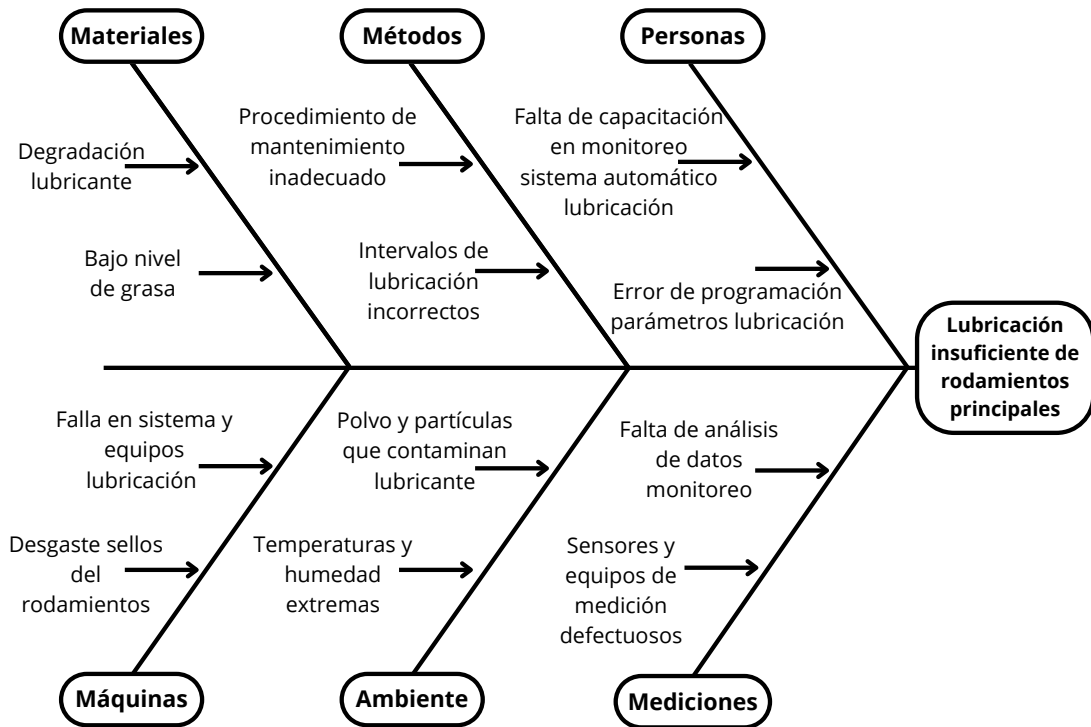 Materiales
Métodos
Personas
Degradación
lubricante
Bajo nivel
de grasa
Procedimiento de
mantenimiento
inadecuado
Intervalos de
lubricación
incorrectos
Falta de capacitación
en monitoreo
sistema automático
lubricación
Error de programación
parámetros lubricación
Lubricación
insuficiente de
rodamientos
principales
Falla en sistema y
equipos
lubricación
Desgaste sellos
del
rodamientos
Polvo y partículas
que contaminan
lubricante
Temperaturas y
humedad
extremas
Falta de análisis
de datos
monitoreo
Sensores y
equipos de
medición
defectuosos
Máquinas
Ambiente
Mediciones